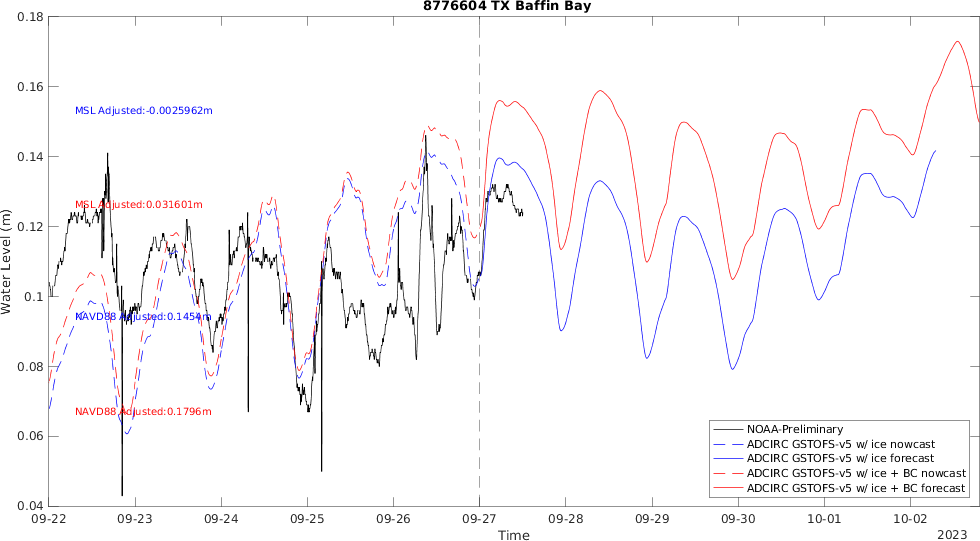 8776604 TX Baffin Bay
Water Level (m)
0.18
0.16
0.14
0.12
0.1
0.08
0.06
0.04
MSL Adjusted:-0.0025962m
MSL Adjusted:0.031601m
NAVD88 Adjusted:0.1454m
NAVD88 Adjusted:0.1796m
NOAA-Preliminary
ADCIRC GSTOFS-v5 w/ ice nowcast
ADCIRC GSTOFS-v5 w/ ice forecast
ADCIRC GSTOFS-v5 w/ ice + BC nowcast
ADCIRC GSTOFS-v5 w/ ice + BC forecast
09-22 09-23 09-24 09-25 09-26 09-27 09-28 09-29 09-30 10-01 10-02
Time
2023